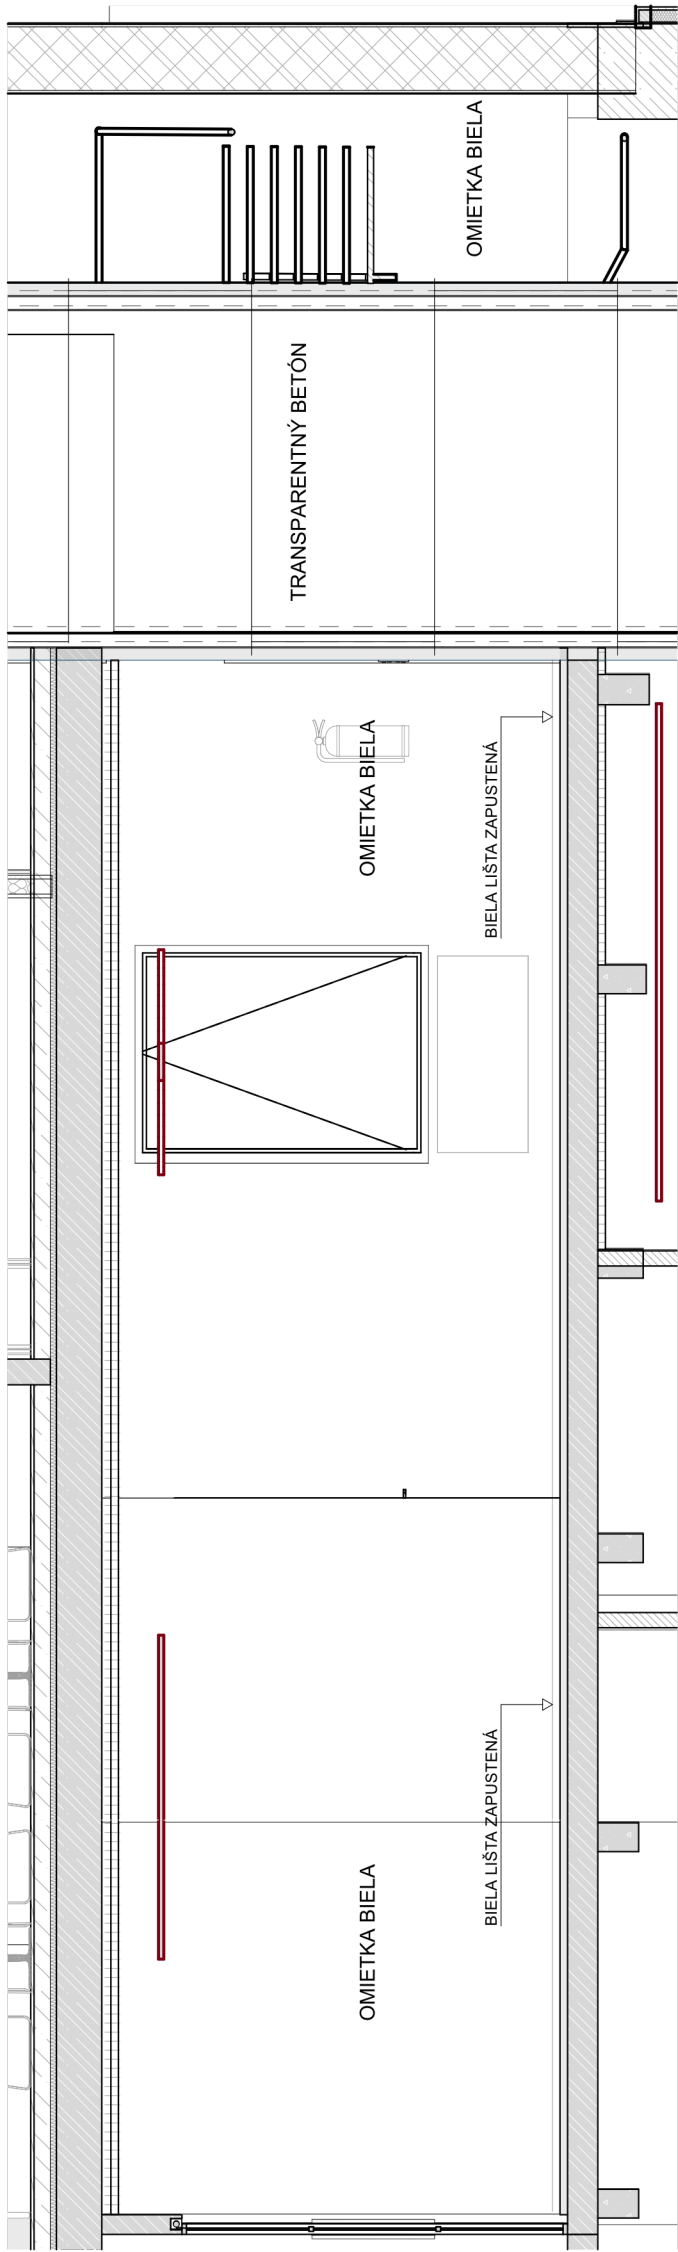 OMIETKA BIELA
TRANSPARENTNÝ BETÓN
OMIETKA BIELA
BIELA LIŠTA ZAPUSTENÁ
BIELA LIŠTA ZAPUSTENÁ
OMIETKA BIELA